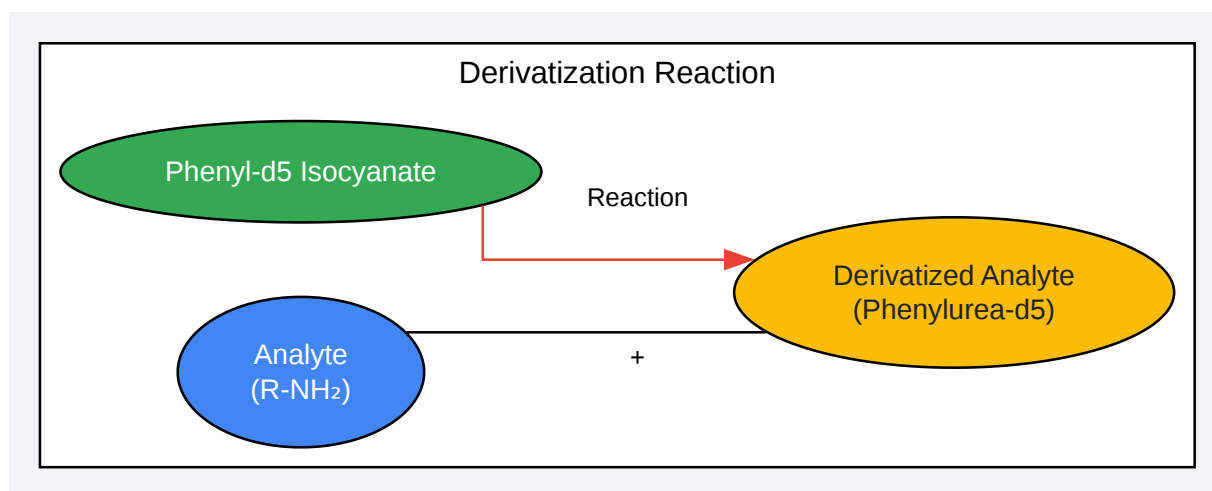 Derivatization Reaction
Phenyl-d5 Isocyanate
Reaction
Derivatized Analyte
(Phenylurea-d5)
Analyte
(R-NH₂)
+